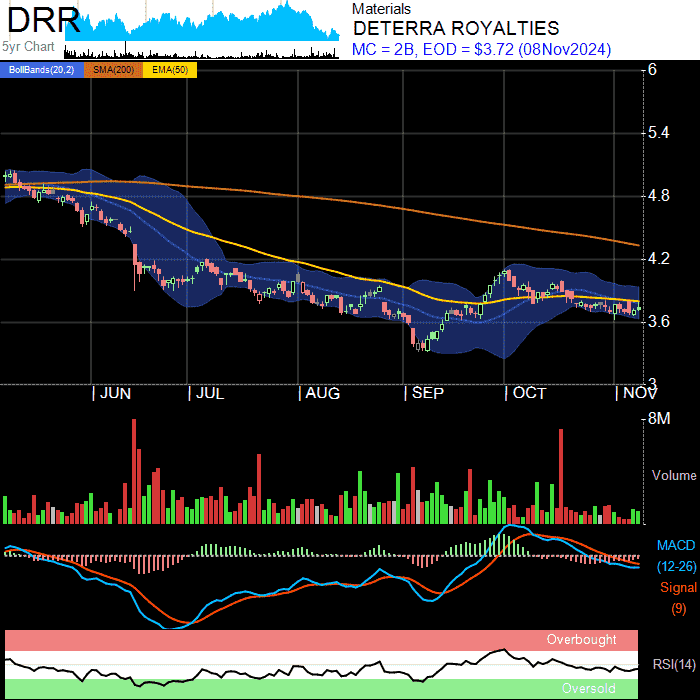 DRR
5yr Chart
Materials
DETERRA ROYALTIES
MC = 2B, EOD = $3.72 (08Nov2024)
BollBands(20,2) SMA(200) EMA(50)
6
5.4
4.8
4.2
3.6
3
| JUN | JUL | AUG | SEP | OCT | NOV
8M
Volume
MACD
(12-26)
Signal
(9)
Overbought
RSI(14)
Oversold